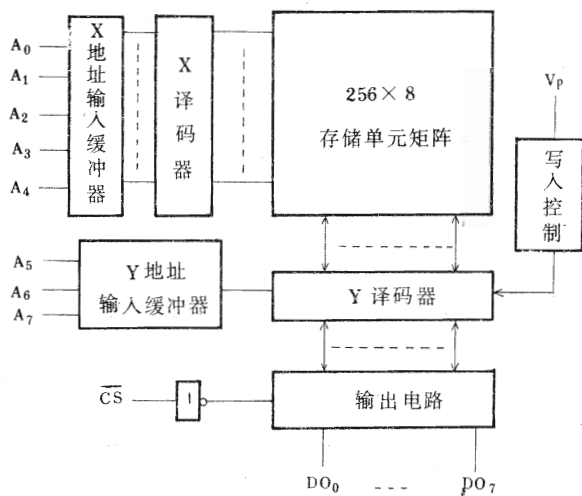 A0
A1
A2
A3
A4
X地址输入缓冲器
X译码器
256×8
存储单元矩阵
Vp
写入控制
A5
A6
A7
Y地址
输入缓冲器
Y译码器
CS
1
输出电路
DO0
DO7